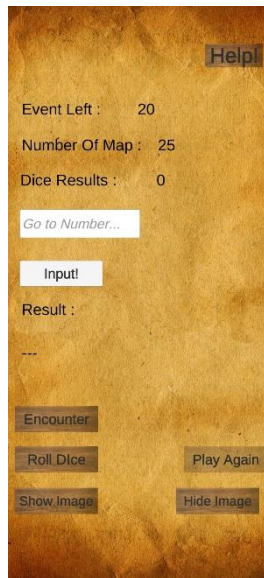 Help!
Event Left : 20
Number Of Map : 25
Dice Results : 0
Go to Number...
Input!
Result :
---
Encounter
Roll DIce
Play Again
Show Image
Hide Image